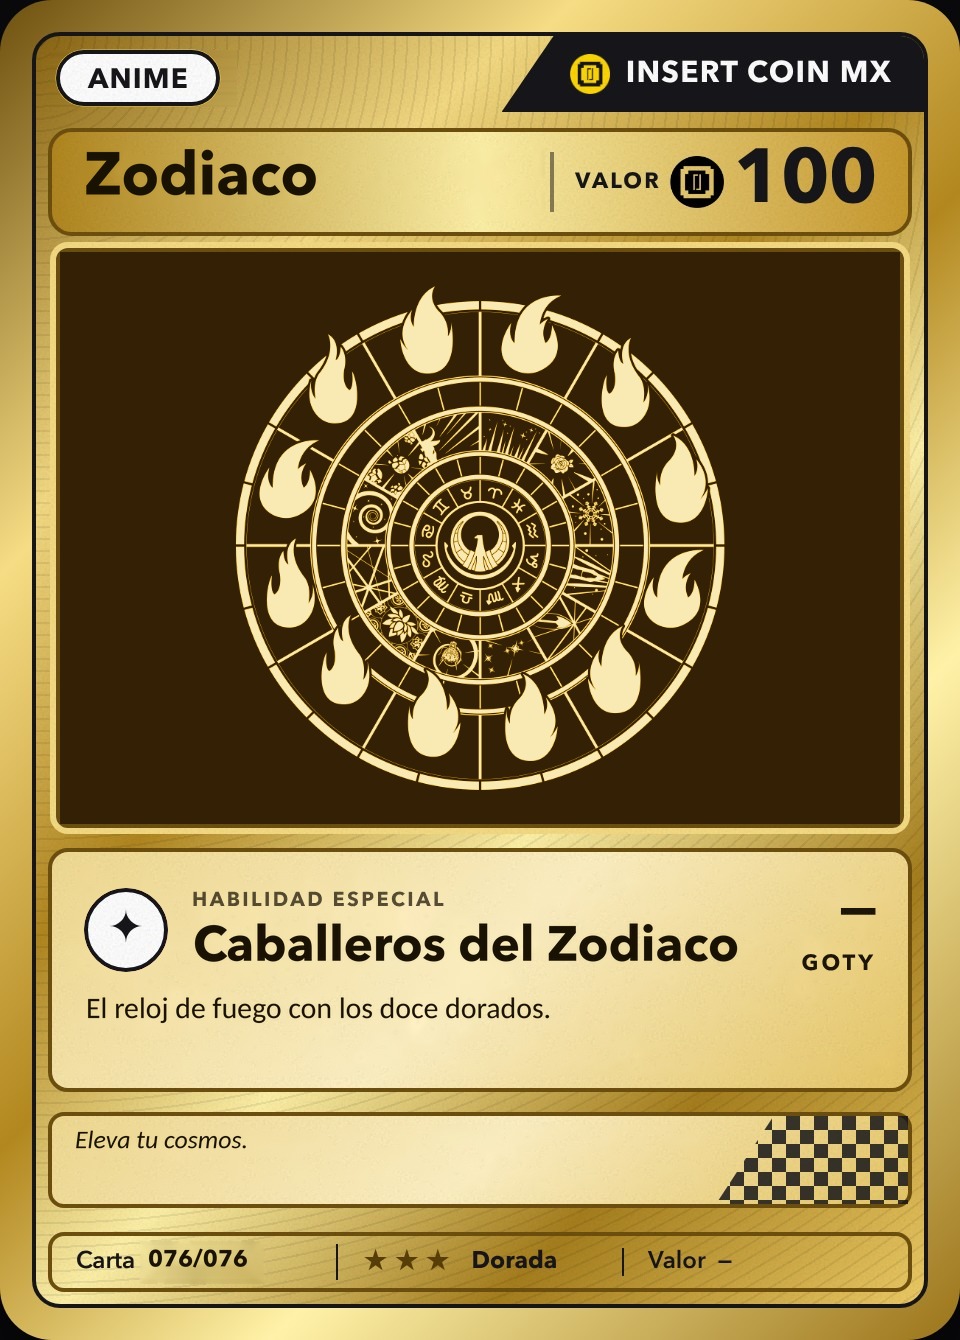 ANIME
INSERT COIN MX
Zodiaco
VALOR 100
HABILIDAD ESPECIAL
Caballeros del Zodiaco
–
GOTY
El reloj de fuego con los doce dorados.
Eleva tu cosmos.
Carta 076/076 ★★★ Dorada Valor –